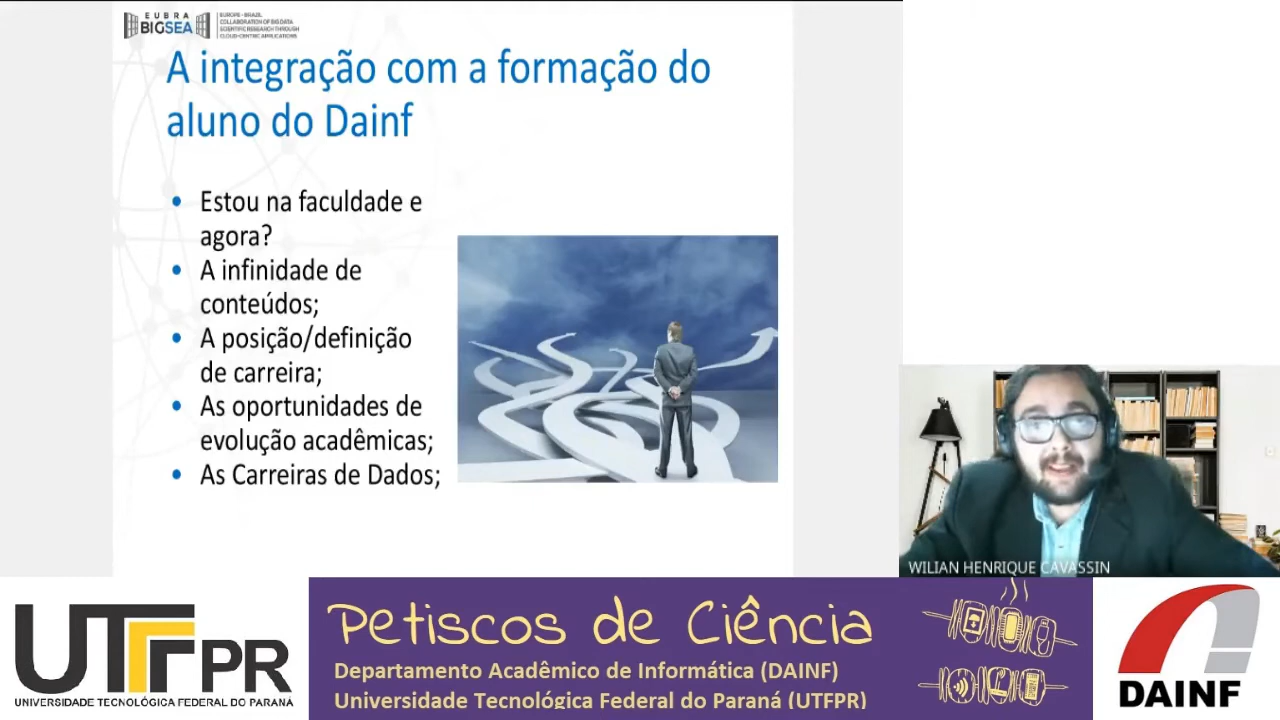 EUBRA
BIGSEA
EUROPE - BRAZIL
COLLABORATION OF BIG DATA
SCIENTIFIC RESEARCH THROUGH
CLOUD-CENTRIC APPLICATIONS
A integração com a formação do
aluno do Dainf
• Estou na faculdade e
agora?
• A infinidade de
conteúdos;
• A posição/definição
de carreira;
• As oportunidades de
evolução acadêmicas;
• As Carreiras de Dados;
WILIAN HENRIQUE CAVASSIN
UTFPR
UNIVERSIDADE TECNOLÓGICA FEDERAL DO PARANÁ
Petiscos de Ciência
Departamento Acadêmico de Informática (DAINF)
Universidade Tecnológica Federal do Paraná (UTFPR)
DAINF